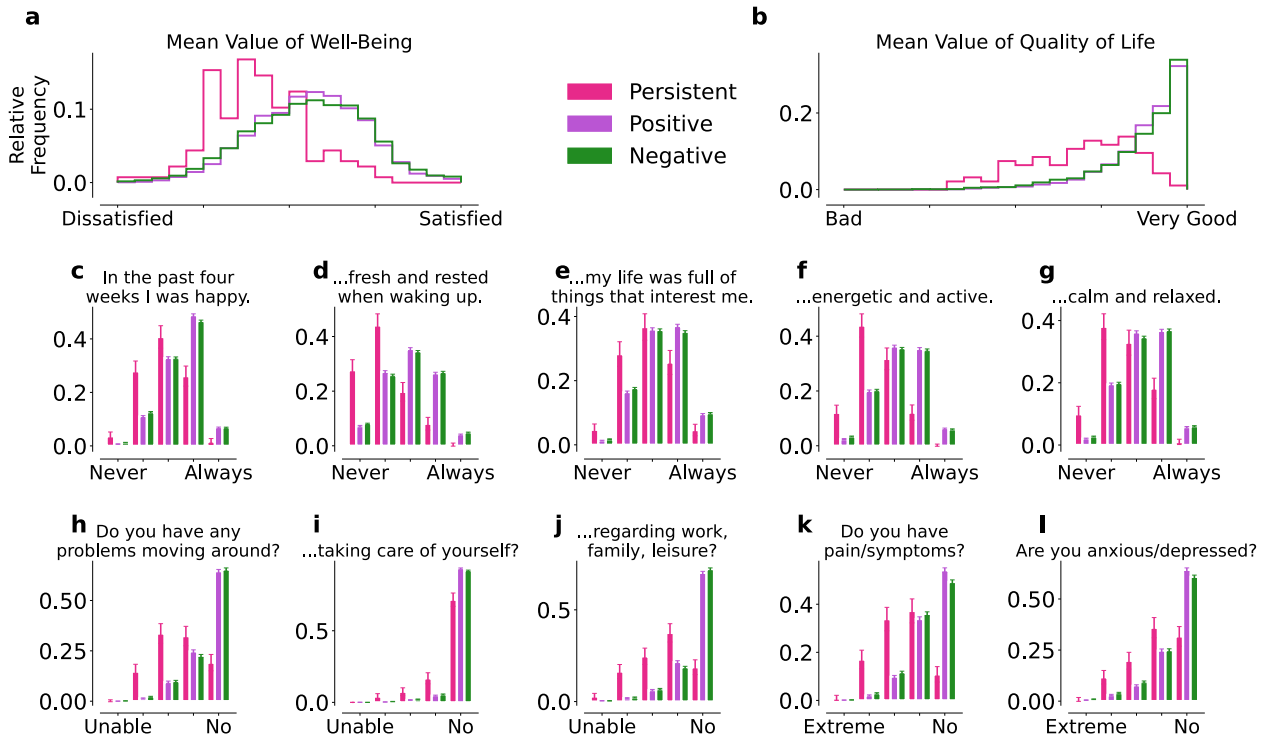 a
Mean Value of Well-Being
Relative
Frequency
0.1
0.0
Dissatisfied
Satisfied
Persistent
Positive
Negative
b
Mean Value of Quality of Life
0.2
0.0
Bad
Very Good
c
In the past four
weeks I was happy.
0.4
0.2
0.0
Never
Always
d
...fresh and rested
when waking up.
0.4
0.2
0.0
Never
Always
e
...my life was full of
things that interest me.
0.4
0.2
0.0
Never
Always
f
...energetic and active.
0.4
0.2
0.0
Never
Always
g
...calm and relaxed.
0.4
0.2
0.0
Never
Always
h
Do you have any
problems moving around?
0.50
0.25
0.00
Unable
No
i
...taking care of yourself?
0.5
0.0
Unable
No
j
...regarding work,
family, leisure?
0.5
0.0
Unable
No
k
Do you have
pain/symptoms?
0.4
0.2
0.0
Extreme
No
l
Are you anxious/depressed?
0.50
0.25
0.00
Extreme
No